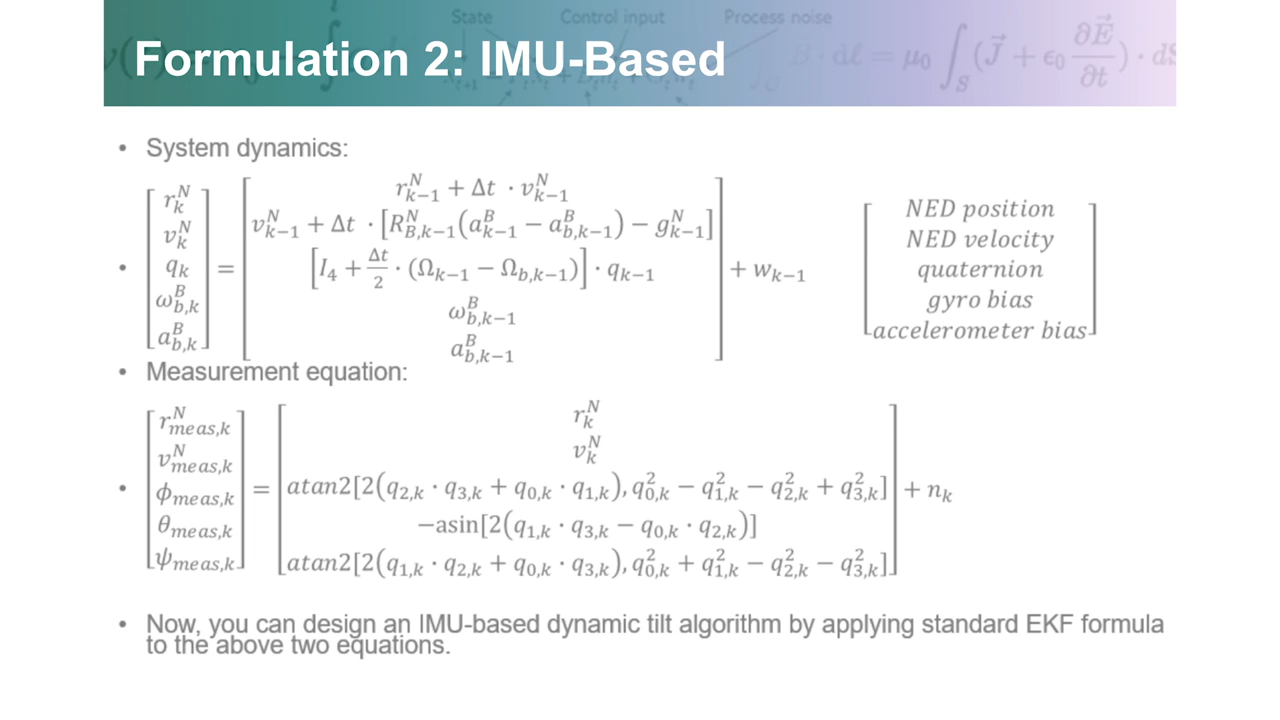 State Control input Process noise
Formulation 2: IMU-Based
B · dℓ = μ₀ ∫_S (J⃗ + ϵ₀ ∂E⃗/∂t) · dS
• System dynamics:
• [r_k^N; v_k^N; q_k; ω_{b,k}^B; a_{b,k}^B] = [r_{k−1}^N + Δt · v_{k−1}^N; v_{k−1}^N + Δt · [R_{B,k−1}^N(a_{k−1}^B − a_{b,k−1}^B) − g_{k−1}^N]; [I_4 + Δt/2 · (Ω_{k−1} − Ω_{b,k−1})] · q_{k−1}; ω_{b,k−1}^B; a_{b,k−1}^B] + w_{k−1}
[NED position
NED velocity
quaternion
gyro bias
accelerometer bias]
• Measurement equation:
• [r_{meas,k}^N; v_{meas,k}^N; ϕ_{meas,k}; θ_{meas,k}; ψ_{meas,k}] = [r_k^N; v_k^N; atan2[2(q_{2,k} · q_{3,k} + q_{0,k} · q_{1,k}), q_{0,k}^2 − q_{1,k}^2 − q_{2,k}^2 + q_{3,k}^2]; −asin[2(q_{1,k} · q_{3,k} − q_{0,k} · q_{2,k})]; atan2[2(q_{1,k} · q_{2,k} + q_{0,k} · q_{3,k}), q_{0,k}^2 + q_{1,k}^2 − q_{2,k}^2 − q_{3,k}^2]] + n_k
• Now, you can design an IMU-based dynamic tilt algorithm by applying standard EKF formula
to the above two equations.